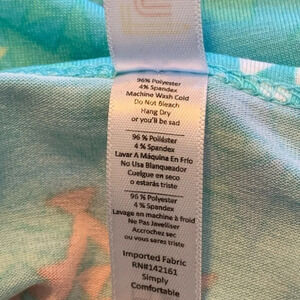 96% Polyester
4% Spandex
Machine Wash Cold
Do Not Bleach
Hang Dry
or you'll be sad
96 % Poliéster
4 % Spandex
Lavar A Máquina En Frío
No Usa Blanqueador
Cuelgue en seco
o estarás triste
96 % Polyester
4 % Spandex
Lavage en machine à froid
Ne Pas Javelliser
Accrochez sec
ou vous serez triste
Imported Fabric
RN#142161
Simply
Comfortable